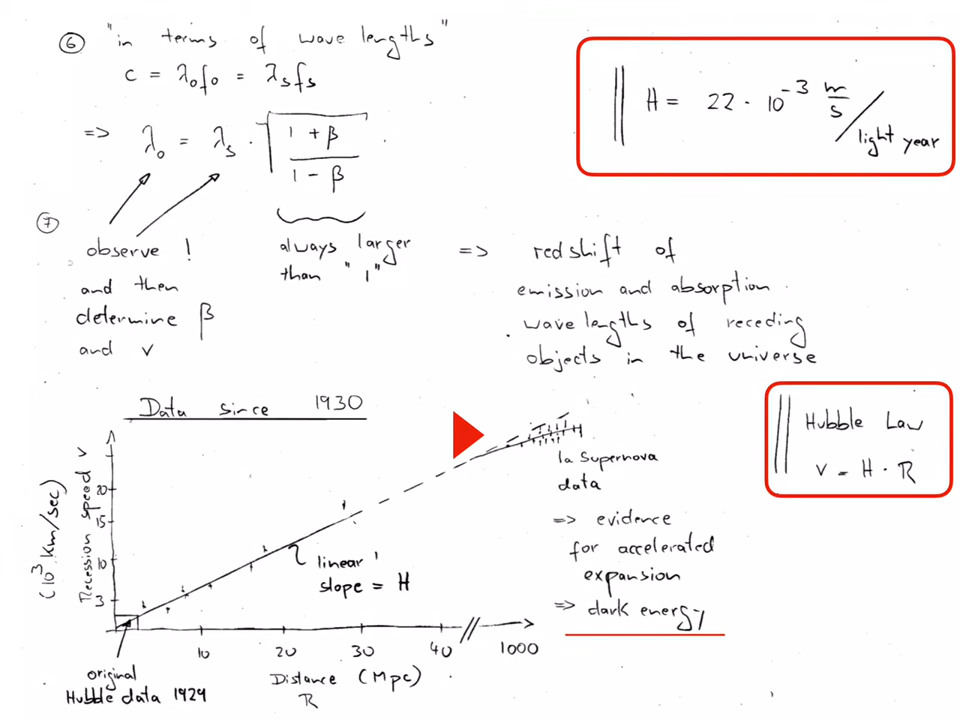 ⑥ "in terms of wave lengths"
c = λ₀f₀ = λₛfₛ
=> λ₀ = λₛ · √((1 + β)/(1 - β)) .
H = 22 · 10⁻³ m/s / light year
⑦
observe !
and then
determine β
and v
always larger
than "1"
=> redshift of
emission and absorption
wavelengths of receding
objects in the universe
Data since 1930
Hubble Law
v = H · R
Recession speed v
(10³ km/sec)
20
15
10
3
linear !
slope = H
1a Supernova
data
=> evidence
for accelerated
expansion
=> dark energy
10 20 30 40 1000
Distance (Mpc)
R
original
Hubble data 1929